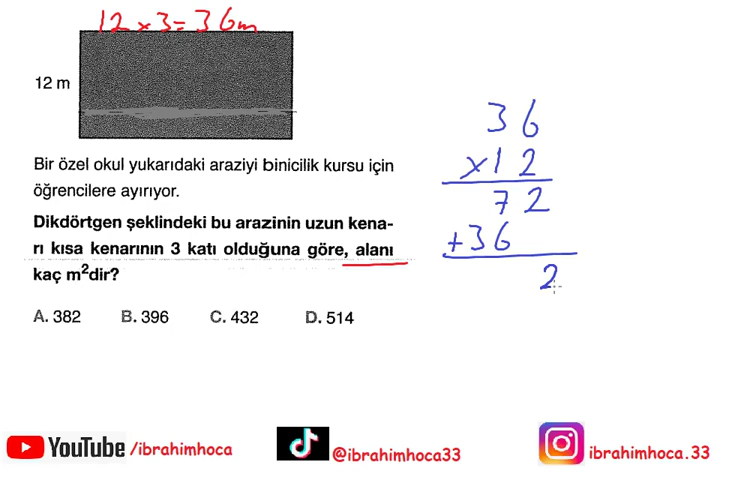 12 x 3 = 36m
12 m
Bir özel okul yukarıdaki araziyi binicilik kursu için
öğrencilere ayırıyor.
Dikdörtgen şeklindeki bu arazinin uzun kena-
rı kısa kenarının 3 katı olduğuna göre, alanı
kaç m²dir?
A. 382 B. 396 C. 432 D. 514
36
x12
72
+36
2
YouTube /ibrahimhoca
@ibrahimhoca33
ibrahimhoca.33